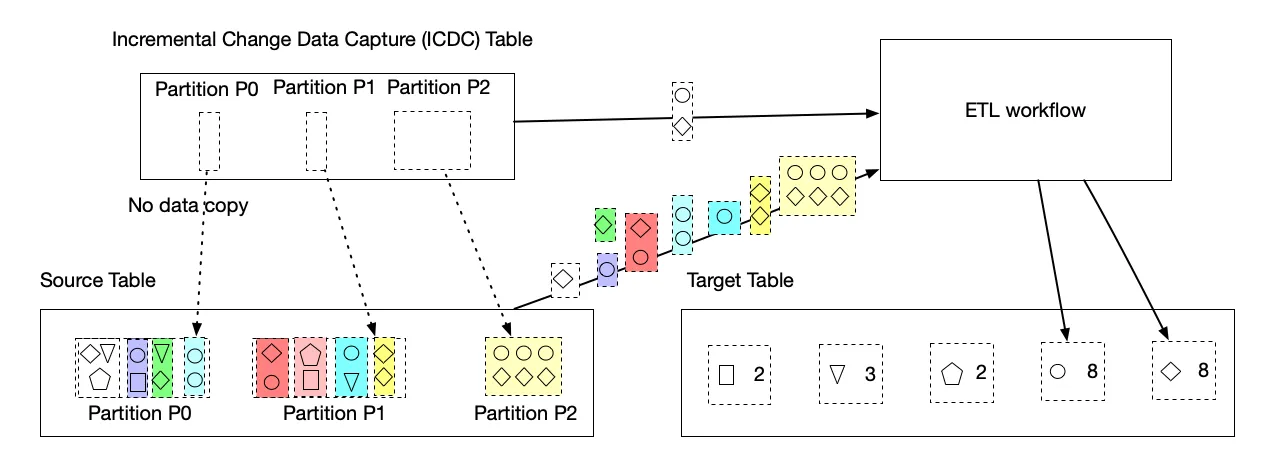 Incremental Change Data Capture (ICDC) Table
Partition P0 Partition P1 Partition P2
ETL workflow
No data copy
Source Table
Target Table
2 3 2 8 8
Partition P0 Partition P1 Partition P2